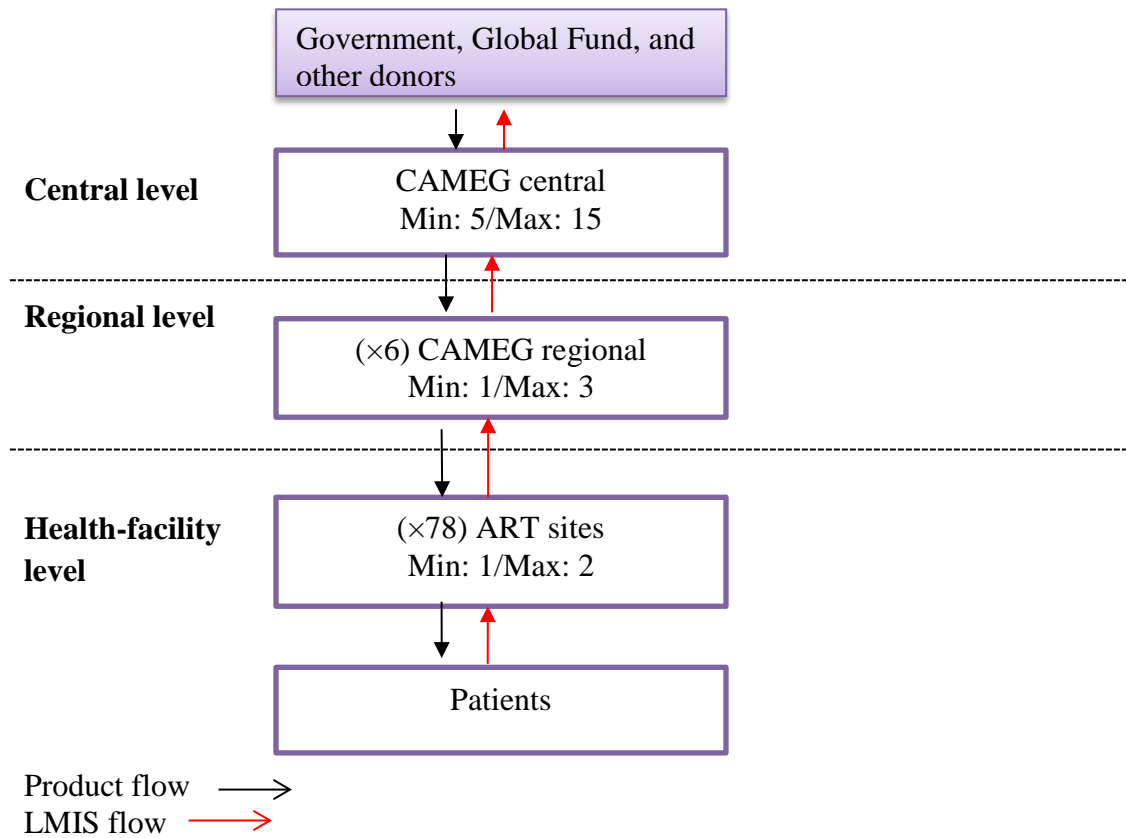 Government, Global Fund, and
other donors
Central level
CAMEG central
Min: 5/Max: 15
Regional level
(×6) CAMEG regional
Min: 1/Max: 3
Health-facility
level
(×78) ART sites
Min: 1/Max: 2
Patients
Product flow
LMIS flow